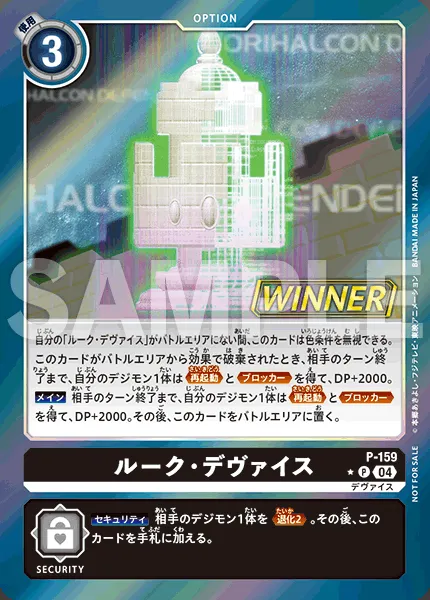 OPTION
使用
3
ORIHALCON DE
HALCON DEFENDE
HALC
ENDER
SAMPLE
WINNER
自分の「ルーク・デヴァイス」がバトルエリアにない間、このカードは色条件を無視できる。
このカードがバトルエリアから効果で破棄されたとき、相手のターン終
了まで、自分のデジモン1体は 再起動 と ブロッカー を得て、DP+2000。
メイン 相手のターン終了まで、自分のデジモン1体は 再起動 と ブロッカー
を得て、DP+2000。その後、このカードをバトルエリアに置く。
ルーク・デヴァイス
P-159
P 04
デヴァイス
セキュリティ 相手のデジモン1体を 退化2 。その後、この
カードを手札に加える。
SECURITY
© 本郷あきよし・フジテレビ・東映アニメーション BANDAI MADE IN JAPAN
NOT FOR SALE